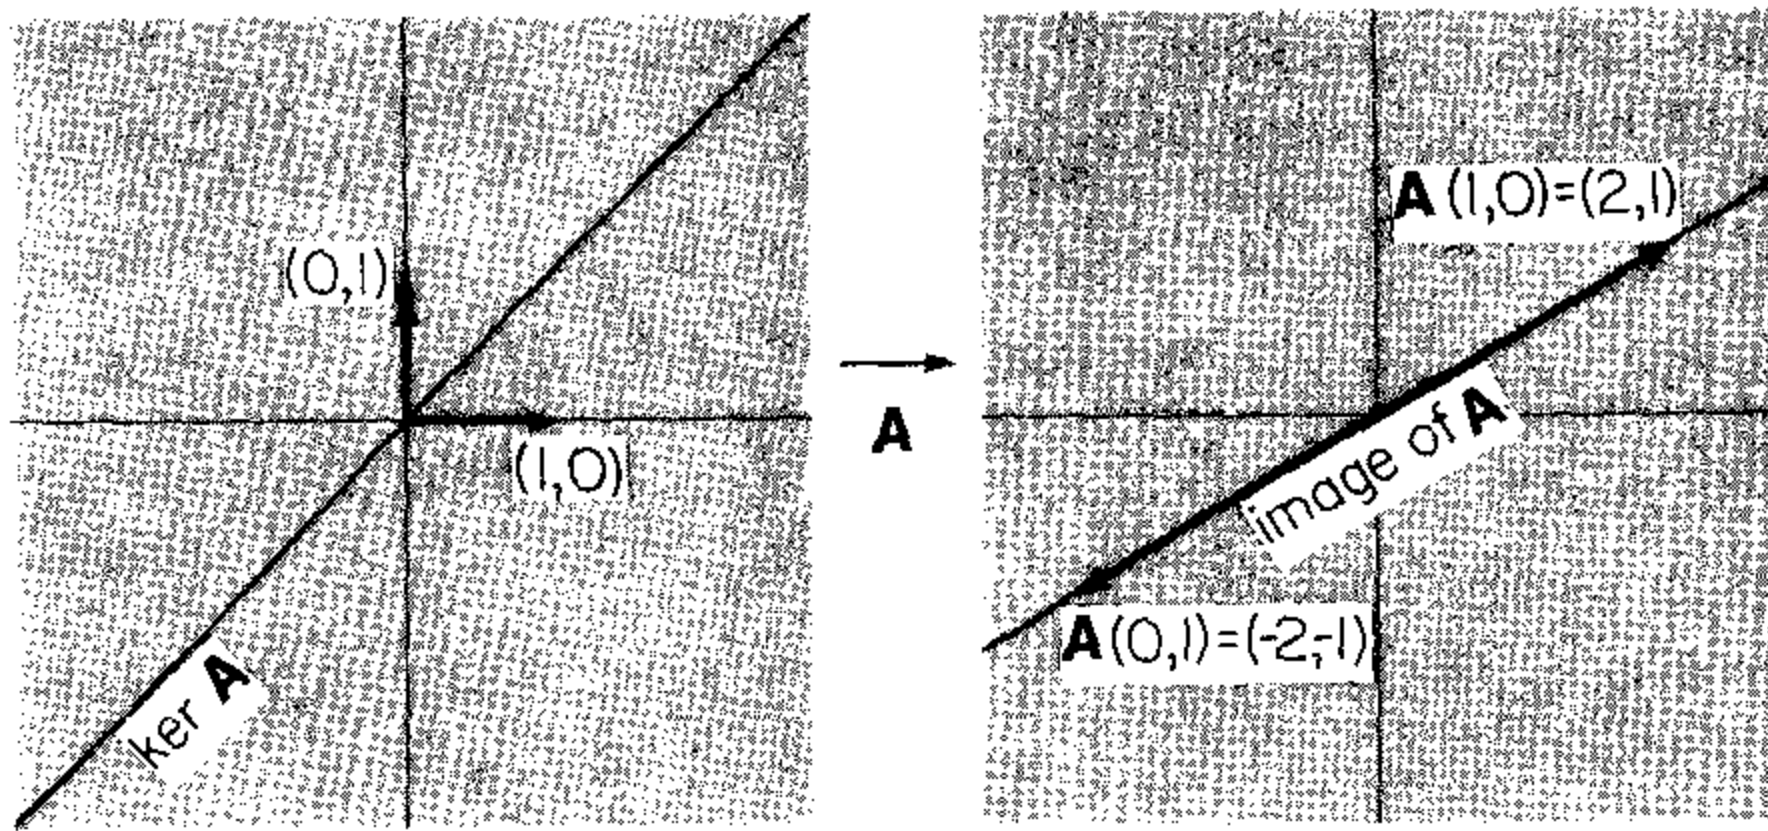 (0,1)
(1,0)
ker A
A
A(1,0)=(2,1)
image of A
A(0,1)=(-2,-1)